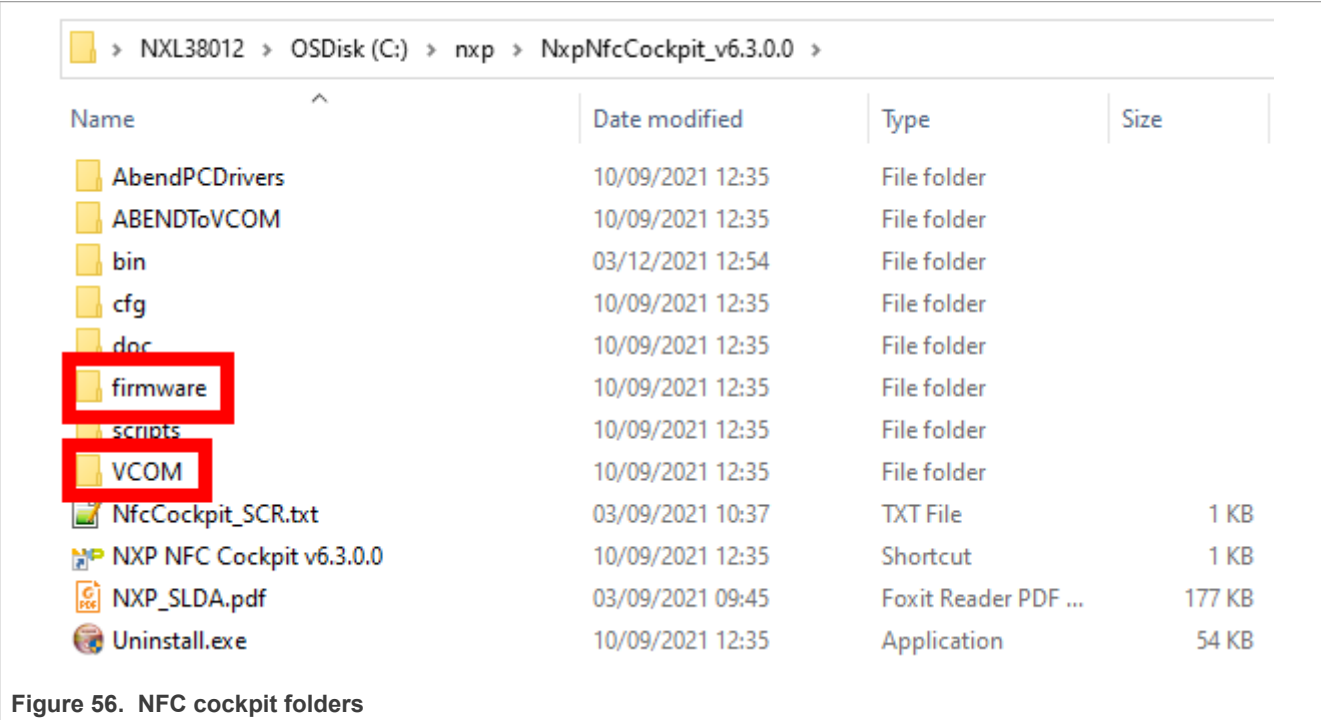 > NXL38012 > OSDisk (C:) > nxp > NxpNfcCockpit_v6.3.0.0 >
Name Date modified Type Size
AbendPCDrivers 10/09/2021 12:35 File folder
ABENDToVCOM 10/09/2021 12:35 File folder
bin 03/12/2021 12:54 File folder
cfg 10/09/2021 12:35 File folder
doc 10/09/2021 12:35 File folder
firmware 10/09/2021 12:35 File folder
scripts 10/09/2021 12:35 File folder
VCOM 10/09/2021 12:35 File folder
NfcCockpit_SCR.txt 03/09/2021 10:37 TXT File 1 KB
NXP NFC Cockpit v6.3.0.0 10/09/2021 12:35 Shortcut 1 KB
NXP_SLDA.pdf 03/09/2021 09:45 Foxit Reader PDF ... 177 KB
Uninstall.exe 10/09/2021 12:35 Application 54 KB
Figure 56. NFC cockpit folders